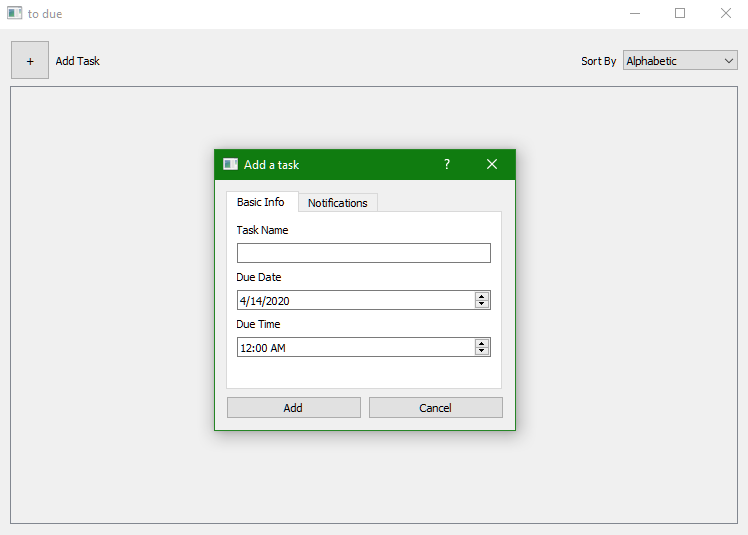 to due
+ Add Task Sort By Alphabetic
Add a task ?
Basic Info Notifications
Task Name
Due Date
4/14/2020
Due Time
12:00 AM
Add Cancel